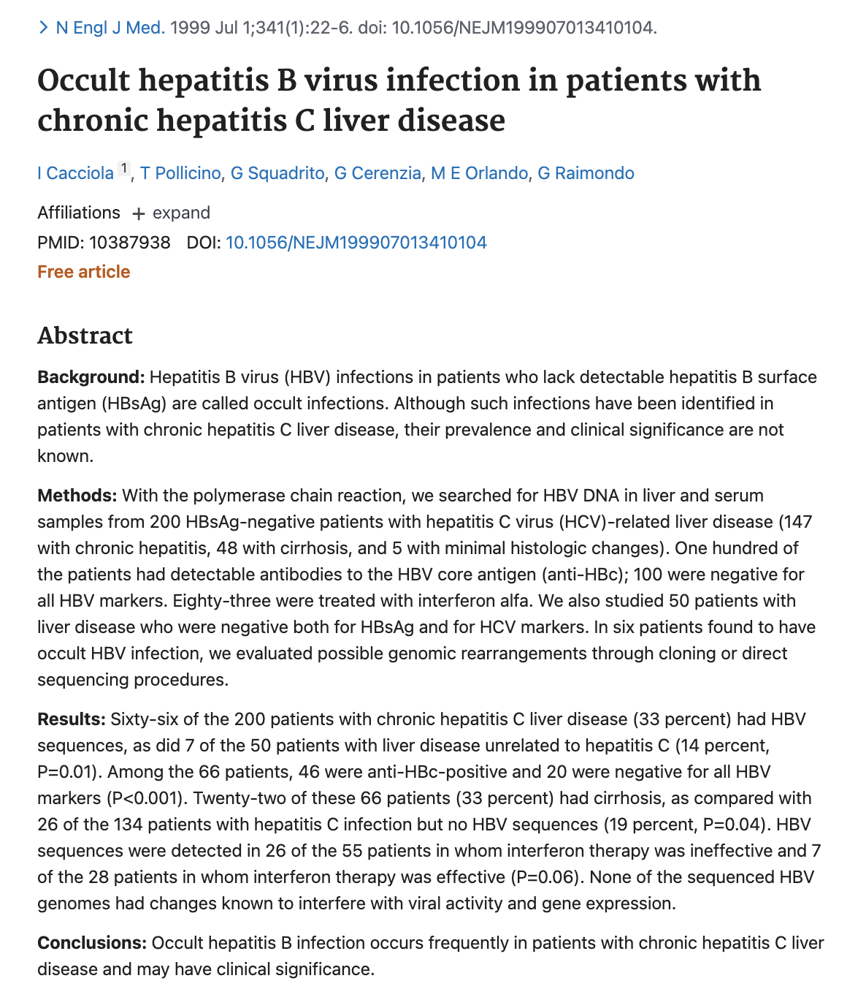 > N Engl J Med. 1999 Jul 1;341(1):22-6. doi: 10.1056/NEJM199907013410104.
Occult hepatitis B virus infection in patients with
chronic hepatitis C liver disease
I Cacciola 1, T Pollicino, G Squadrito, G Cerenzia, M E Orlando, G Raimondo
Affiliations + expand
PMID: 10387938 DOI: 10.1056/NEJM199907013410104
Free article
Abstract
Background: Hepatitis B virus (HBV) infections in patients who lack detectable hepatitis B surface
antigen (HBsAg) are called occult infections. Although such infections have been identified in
patients with chronic hepatitis C liver disease, their prevalence and clinical significance are not
known.
Methods: With the polymerase chain reaction, we searched for HBV DNA in liver and serum
samples from 200 HBsAg-negative patients with hepatitis C virus (HCV)-related liver disease (147
with chronic hepatitis, 48 with cirrhosis, and 5 with minimal histologic changes). One hundred of
the patients had detectable antibodies to the HBV core antigen (anti-HBc); 100 were negative for
all HBV markers. Eighty-three were treated with interferon alfa. We also studied 50 patients with
liver disease who were negative both for HBsAg and for HCV markers. In six patients found to have
occult HBV infection, we evaluated possible genomic rearrangements through cloning or direct
sequencing procedures.
Results: Sixty-six of the 200 patients with chronic hepatitis C liver disease (33 percent) had HBV
sequences, as did 7 of the 50 patients with liver disease unrelated to hepatitis C (14 percent,
P=0.01). Among the 66 patients, 46 were anti-HBc-positive and 20 were negative for all HBV
markers (P<0.001). Twenty-two of these 66 patients (33 percent) had cirrhosis, as compared with
26 of the 134 patients with hepatitis C infection but no HBV sequences (19 percent, P=0.04). HBV
sequences were detected in 26 of the 55 patients in whom interferon therapy was ineffective and 7
of the 28 patients in whom interferon therapy was effective (P=0.06). None of the sequenced HBV
genomes had changes known to interfere with viral activity and gene expression.
Conclusions: Occult hepatitis B infection occurs frequently in patients with chronic hepatitis C liver
disease and may have clinical significance.